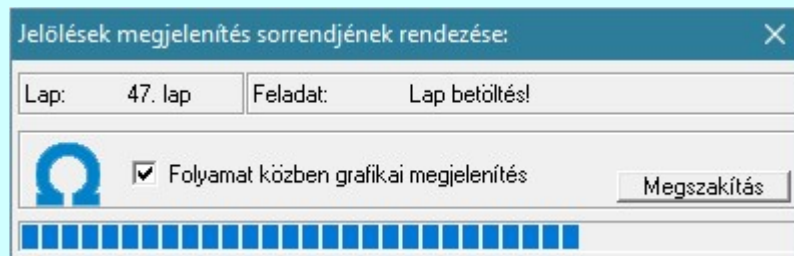 Jelölések megjelenítés sorrendjének rendezése:
Lap: 47. lap Feladat: Lap betöltés!
Folyamat közben grafikai megjelenítés
Megszakítás